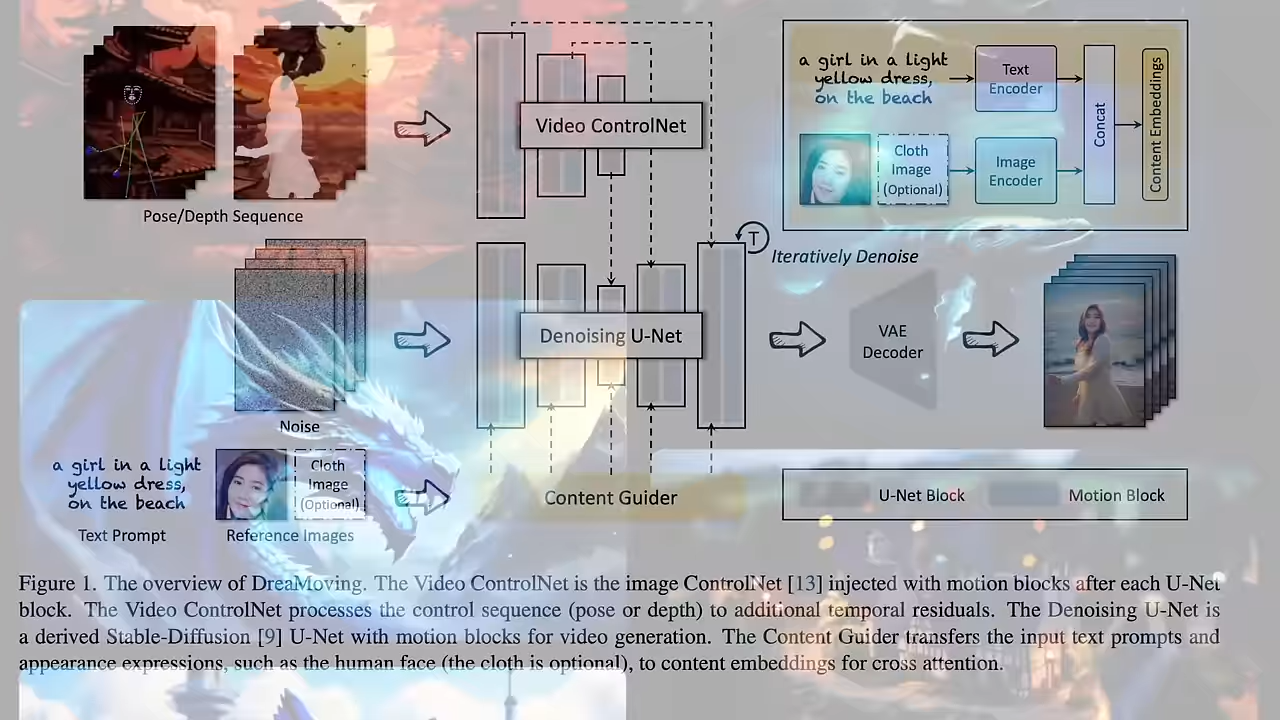 Pose/Depth Sequence
Video ControlNet
a girl in a light
yellow dress,
on the beach
Text
Encoder
Cloth
Image
(Optional)
Image
Encoder
Concat
Content Embeddings
Noise
Denoising U-Net
T
Iteratively Denoise
VAE
Decoder
a girl in a light
yellow dress,
on the beach
Text Prompt
Cloth
Image
(Optional)
Reference Images
Content Guider
U-Net Block
Motion Block
Figure 1. The overview of DreaMoving. The Video ControlNet is the image ControlNet [13] injected with motion blocks after each U-Net
block. The Video ControlNet processes the control sequence (pose or depth) to additional temporal residuals. The Denoising U-Net is
a derived Stable-Diffusion [9] U-Net with motion blocks for video generation. The Content Guider transfers the input text prompts and
appearance expressions, such as the human face (the cloth is optional), to content embeddings for cross attention.